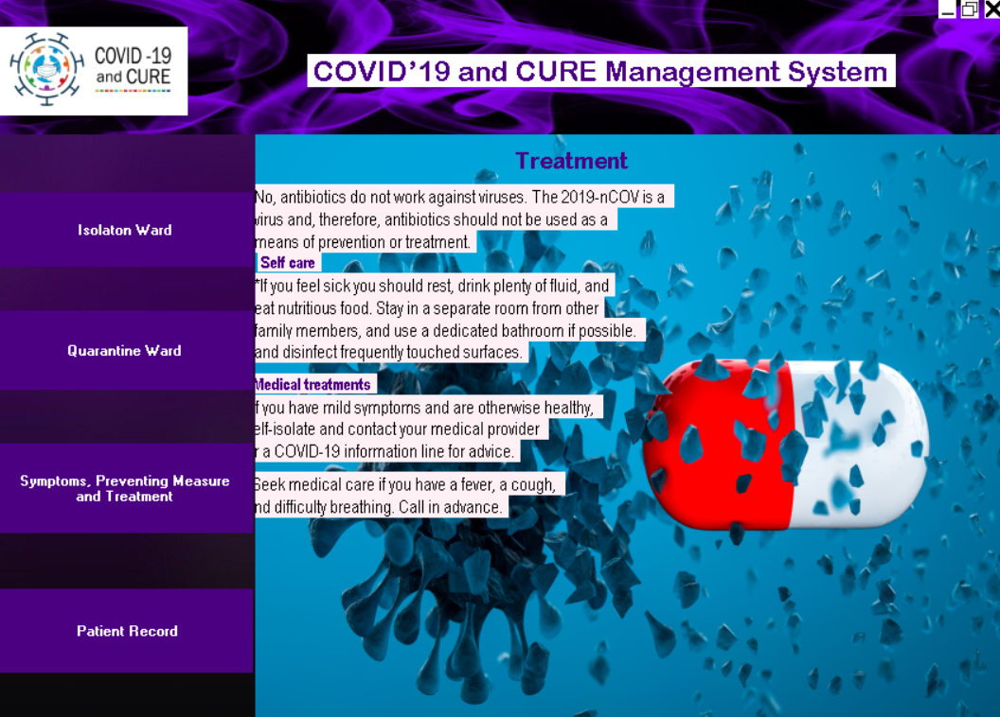 COVID -19
and CURE
COVID'19 and CURE Management System
Treatment
No, antibiotics do not work against viruses. The 2019-nCOV is a
virus and, therefore, antibiotics should not be used as a
means of prevention or treatment.
Self care
*If you feel sick you should rest, drink plenty of fluid, and
eat nutritious food. Stay in a separate room from other
family members, and use a dedicated bathroom if possible.
and disinfect frequently touched surfaces.
Medical treatments
f you have mild symptoms and are otherwise healthy,
elf-isolate and contact your medical provider
r a COVID-19 information line for advice.
Seek medical care if you have a fever, a cough,
nd difficulty breathing. Call in advance.
Isolaton Ward
Quarantine Ward
Symptoms, Preventing Measure
and Treatment
Patient Record